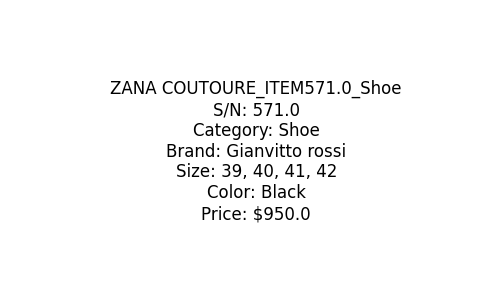 ZANA COUTOURE_ITEM571.0_Shoe
S/N: 571.0
Category: Shoe
Brand: Gianvitto rossi
Size: 39, 40, 41, 42
Color: Black
Price: $950.0